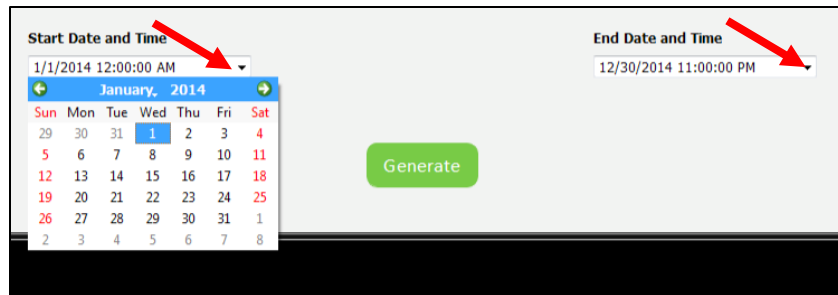 Start Date and Time
End Date and Time
1/1/2014 12:00:00 AM
12/30/2014 11:00:00 PM
January, 2014
Sun Mon Tue Wed Thu Fri Sat
29 30 31 1 2 3 4
5 6 7 8 9 10 11
12 13 14 15 16 17 18
19 20 21 22 23 24 25
26 27 28 29 30 31 1
2 3 4 5 6 7 8
Generate